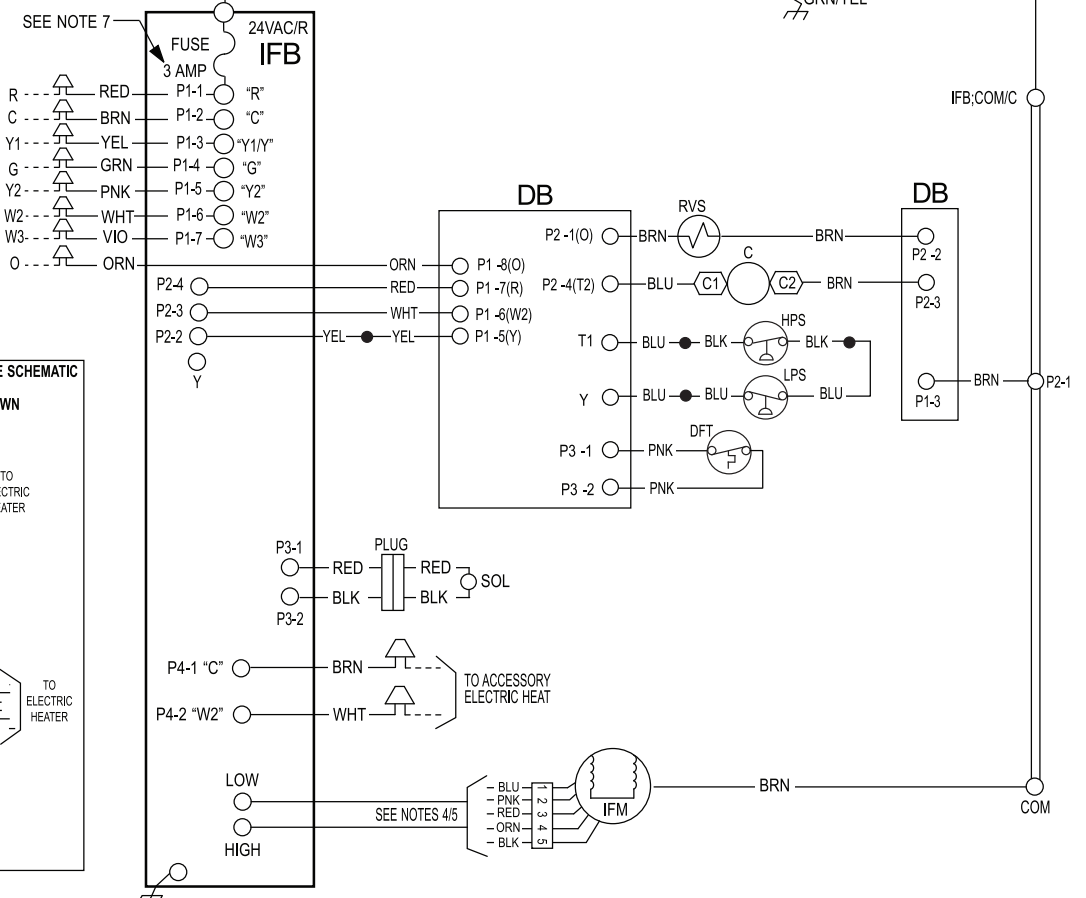 GRN/YEL
SEE NOTE 7
24VAC/R
FUSE
IFB
3 AMP
R RED P1-1 "R"
C BRN P1-2 "C"
Y1 YEL P1-3 "Y1/Y"
G GRN P1-4 "G"
Y2 PNK P1-5 "Y2"
W2 WHT P1-6 "W2"
W3 VIO P1-7 "W3"
O ORN
IFB;COM/C
DB
DB
RVS
P2 -1(O) BRN BRN P2 -2
C
ORN P1 -8(O)
P2-4 RED P1 -7(R)
P2 -4(T2) BLU C1 C2 BRN P2-3
P2-3 WHT P1 -6(W2)
P2-2 YEL YEL P1 -5(Y)
Y
HPS
T1 BLU BLK BLK
LPS
Y BLU BLU BLU
P1-3 BRN P2-1
DFT
P3 -1 PNK
P3 -2 PNK
E SCHEMATIC
WN
TO
ECTRIC
ATER
P3-1 PLUG
RED RED
SOL
BLK BLK
P3-2
P4-1 "C" BRN
TO ACCESSORY
ELECTRIC HEAT
P4-2 "W2" WHT
TO
ELECTRIC
HEATER
LOW
SEE NOTES 4/5
HIGH
BLU 1
PNK 2
RED 3
ORN 4
BLK 5
IFM
BRN
COM